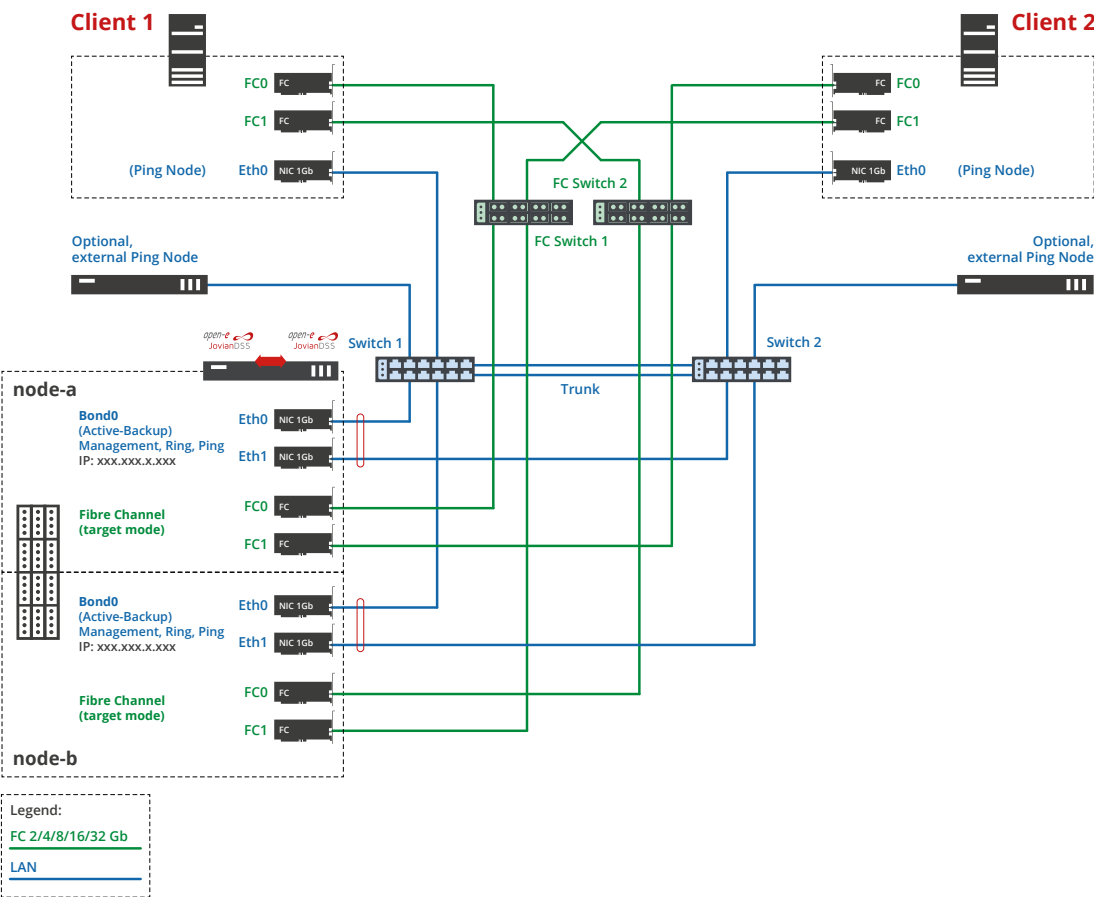 Client 1
Client 2
FC0
FC
FC
FC0
FC1
FC
FC
FC1
(Ping Node)
Eth0
NIC 1Gb
NIC 1Gb
Eth0
(Ping Node)
FC Switch 2
FC Switch 1
Optional,
external Ping Node
Optional,
external Ping Node
open-e
JovianDSS
open-e
JovianDSS
Switch 1
Switch 2
Trunk
node-a
Bond0
(Active-Backup)
Management, Ring, Ping
IP: xxx.xxx.x.xxx
Eth0
NIC 1Gb
Eth1
NIC 1Gb
Fibre Channel
(target mode)
FC0
FC
FC1
FC
Bond0
(Active-Backup)
Management, Ring, Ping
IP: xxx.xxx.x.xxx
Eth0
NIC 1Gb
Eth1
NIC 1Gb
Fibre Channel
(target mode)
FC0
FC
FC1
FC
node-b
Legend:
FC 2/4/8/16/32 Gb
LAN